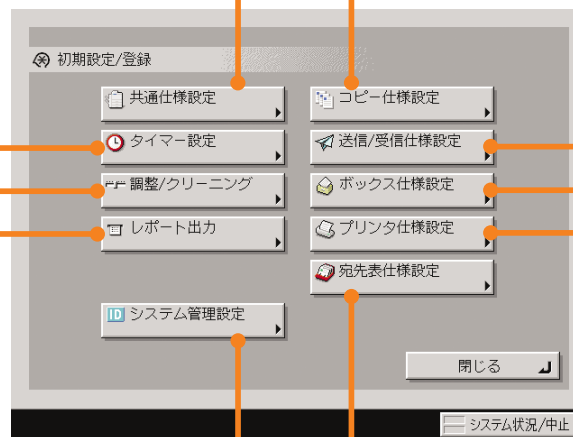 初期設定/登録
共通仕様設定
コピー仕様設定
タイマー設定
送信/受信仕様設定
調整/クリーニング
ボックス仕様設定
レポート出力
プリンタ仕様設定
宛先表仕様設定
ID システム管理設定
閉じる
システム状況/中止